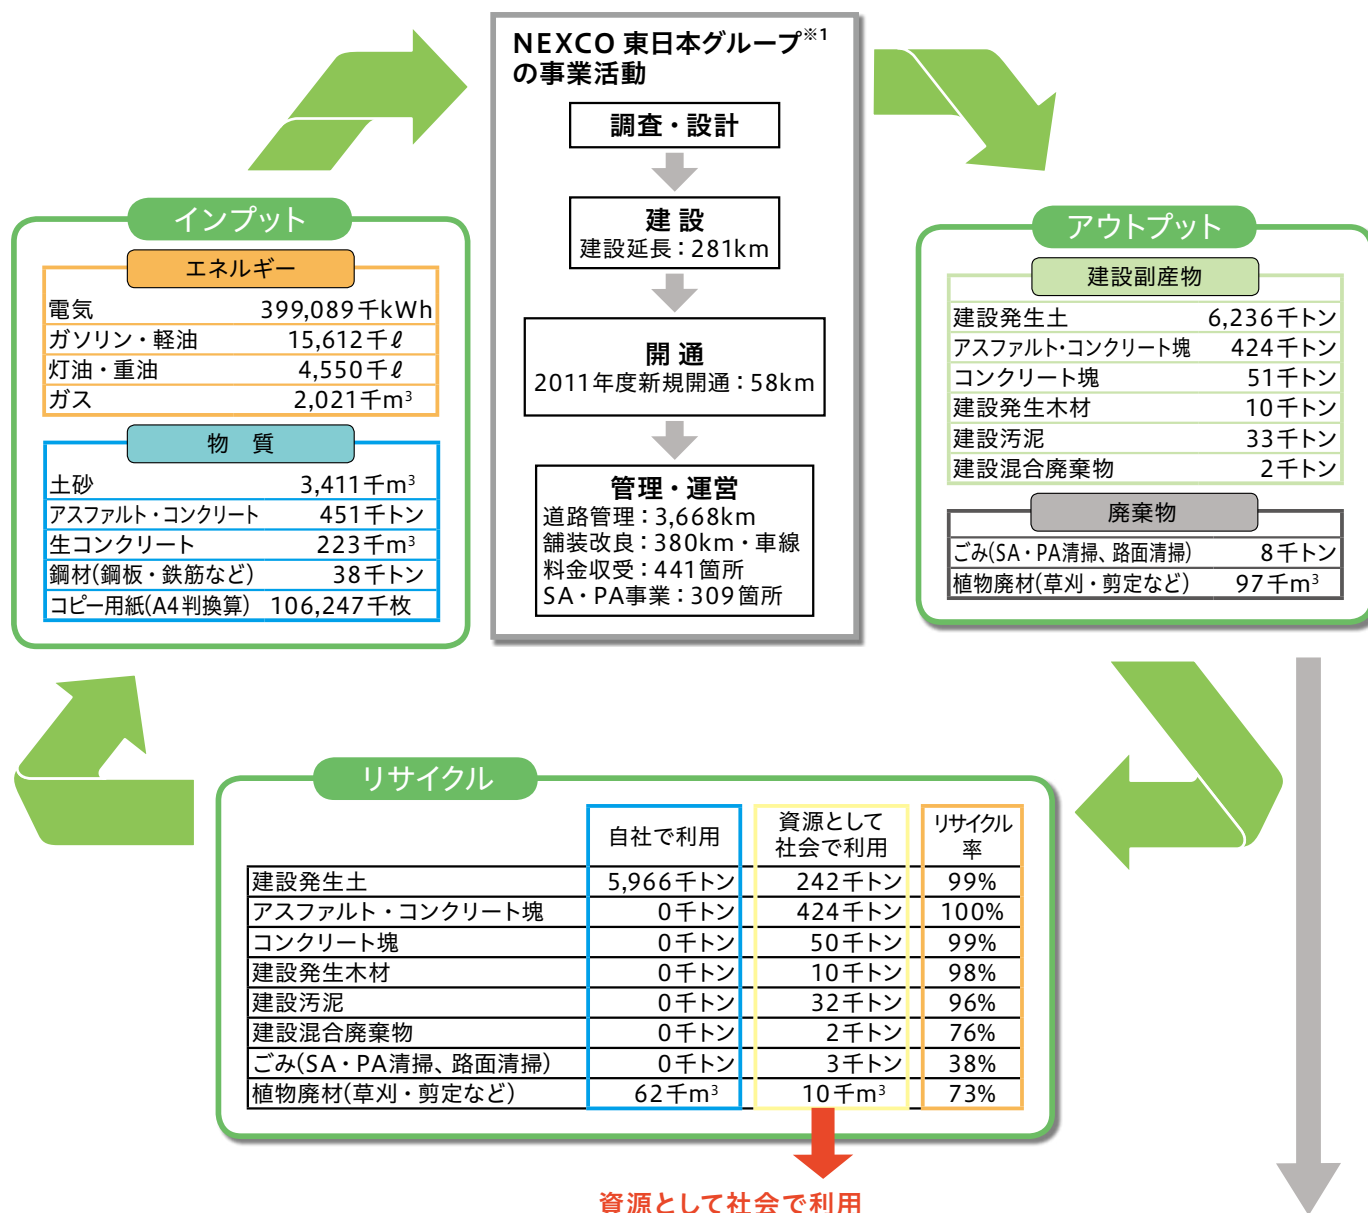 NEXCO 東日本グループ※1
の事業活動
調査・設計
建設
建設延長：281km
開通
2011年度新規開通：58km
管理・運営
道路管理：3,668km
舗装改良：380km・車線
料金収受：441箇所
SA・PA事業：309箇所
インプット
エネルギー
電気 399,089千kWh
ガソリン・軽油 15,612千ℓ
灯油・重油 4,550千ℓ
ガス 2,021千m³
物 質
土砂 3,411千m³
アスファルト・コンクリート 451千トン
生コンクリート 223千m³
鋼材(鋼板・鉄筋など) 38千トン
コピー用紙(A4判換算) 106,247千枚
アウトプット
建設副産物
建設発生土 6,236千トン
アスファルト・コンクリート塊 424千トン
コンクリート塊 51千トン
建設発生木材 10千トン
建設汚泥 33千トン
建設混合廃棄物 2千トン
廃棄物
ごみ(SA・PA清掃、路面清掃) 8千トン
植物廃材(草刈・剪定など) 97千m³
リサイクル
自社で利用 資源として社会で利用 リサイクル率
建設発生土 5,966千トン 242千トン 99%
アスファルト・コンクリート塊 0千トン 424千トン 100%
コンクリート塊 0千トン 50千トン 99%
建設発生木材 0千トン 10千トン 98%
建設汚泥 0千トン 32千トン 96%
建設混合廃棄物 0千トン 2千トン 76%
ごみ(SA・PA清掃、路面清掃) 0千トン 3千トン 38%
植物廃材(草刈・剪定など) 62千m³ 10千m³ 73%
資源として社会で利用